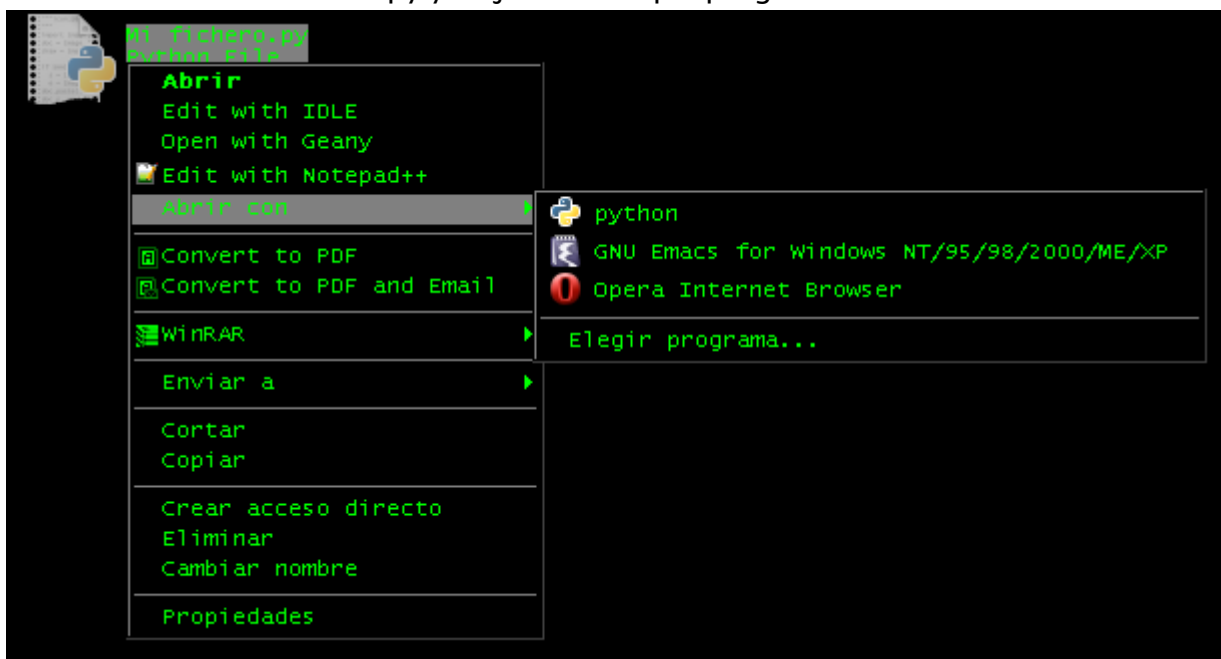 Mi fichero.py
Python File
Abrir
Edit with IDLE
Open with Geany
Edit with Notepad++
Abrir con
python
GNU Emacs for Windows NT/95/98/2000/ME/XP
Opera Internet Browser
Elegir programa...
Convert to PDF
Convert to PDF and Email
WinRAR
Enviar a
Cortar
Copiar
Crear acceso directo
Eliminar
Cambiar nombre
Propiedades